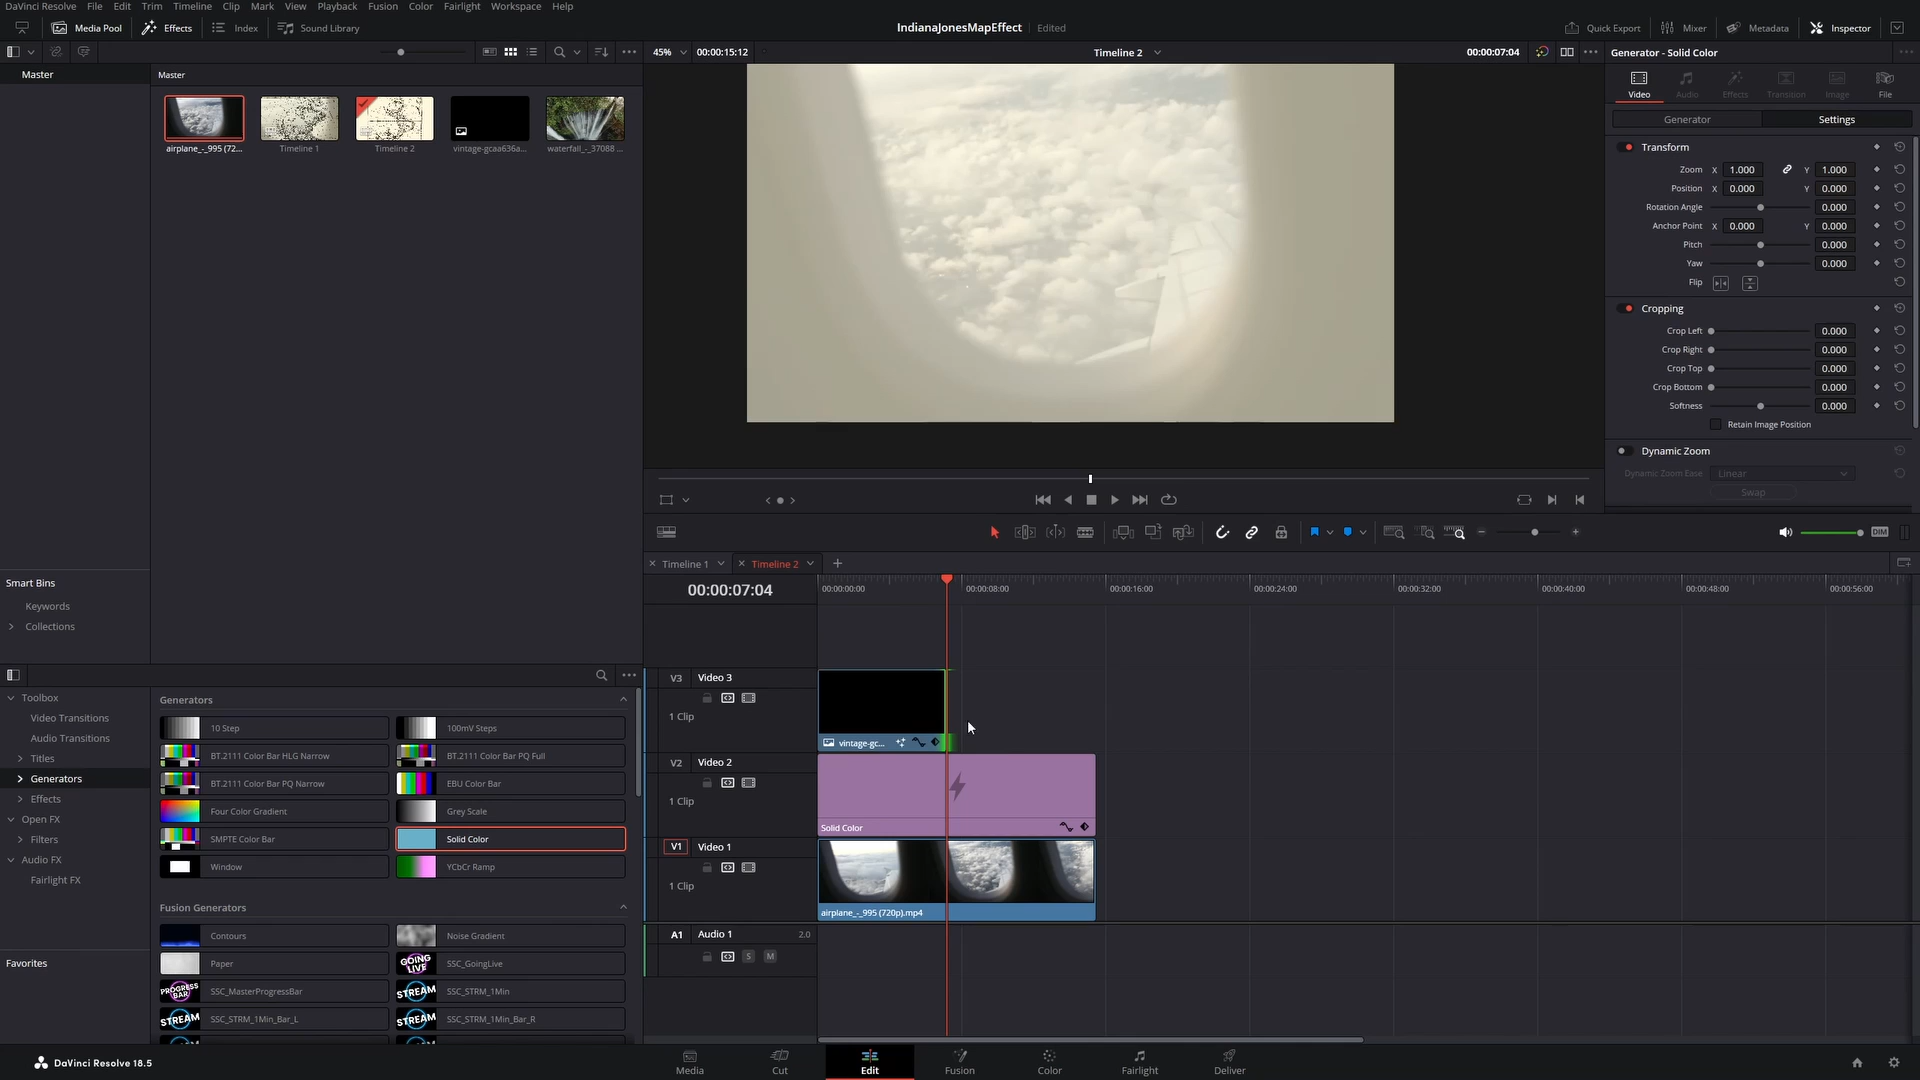 DaVinci Resolve File Edit Trim Timeline Clip Mark View Playback Fusion Color Fairlight Workspace Help
Media Pool Effects Index Sound Library
IndianaJonesMapEffect Edited
Quick Export Mixer Metadata Inspector
45% 00:00:15:12 Timeline 2 00:00:07:04
Generator - Solid Color
Master
Master
airplane_-_995 (72... Timeline 1 Timeline 2 vintage-gcaa636a... waterfall_-_37088 ...
Video Audio Effects Transition Image File
Generator Settings
Transform
Zoom X 1.000 Y 1.000
Position X 0.000 Y 0.000
Rotation Angle 0.000
Anchor Point X 0.000 Y 0.000
Pitch 0.000
Yaw 0.000
Flip
Cropping
Crop Left 0.000
Crop Right 0.000
Crop Top 0.000
Crop Bottom 0.000
Softness 0.000
Retain Image Position
Dynamic Zoom
Dynamic Zoom Ease Linear
Swap
DIM
Smart Bins
Keywords
Collections
Timeline 1 Timeline 2
00:00:07:04
00:00:00:00 00:00:08:00 00:00:16:00 00:00:24:00 00:00:32:00 00:00:40:00 00:00:48:00 00:00:56:00
V3 Video 3
1 Clip
vintage-gc...
V2 Video 2
1 Clip
Solid Color
V1 Video 1
1 Clip
airplane_-_995 (720p).mp4
A1 Audio 1 2.0
S M
Toolbox
Video Transitions
Audio Transitions
Titles
Generators
Effects
Open FX
Filters
Audio FX
Fairlight FX
Favorites
Generators
10 Step 100mV Steps
BT.2111 Color Bar HLG Narrow BT.2111 Color Bar PQ Full
BT.2111 Color Bar PQ Narrow EBU Color Bar
Four Color Gradient Grey Scale
SMPTE Color Bar Solid Color
Window YCbCr Ramp
Fusion Generators
Contours Noise Gradient
Paper GOING LIVE SSC_GoingLive
PROGRESS BAR SSC_MasterProgressBar STREAM SSC_STRM_1Min
STREAM SSC_STRM_1Min_Bar_L STREAM SSC_STRM_1Min_Bar_R
DaVinci Resolve 18.5
Media Cut Edit Fusion Color Fairlight Deliver